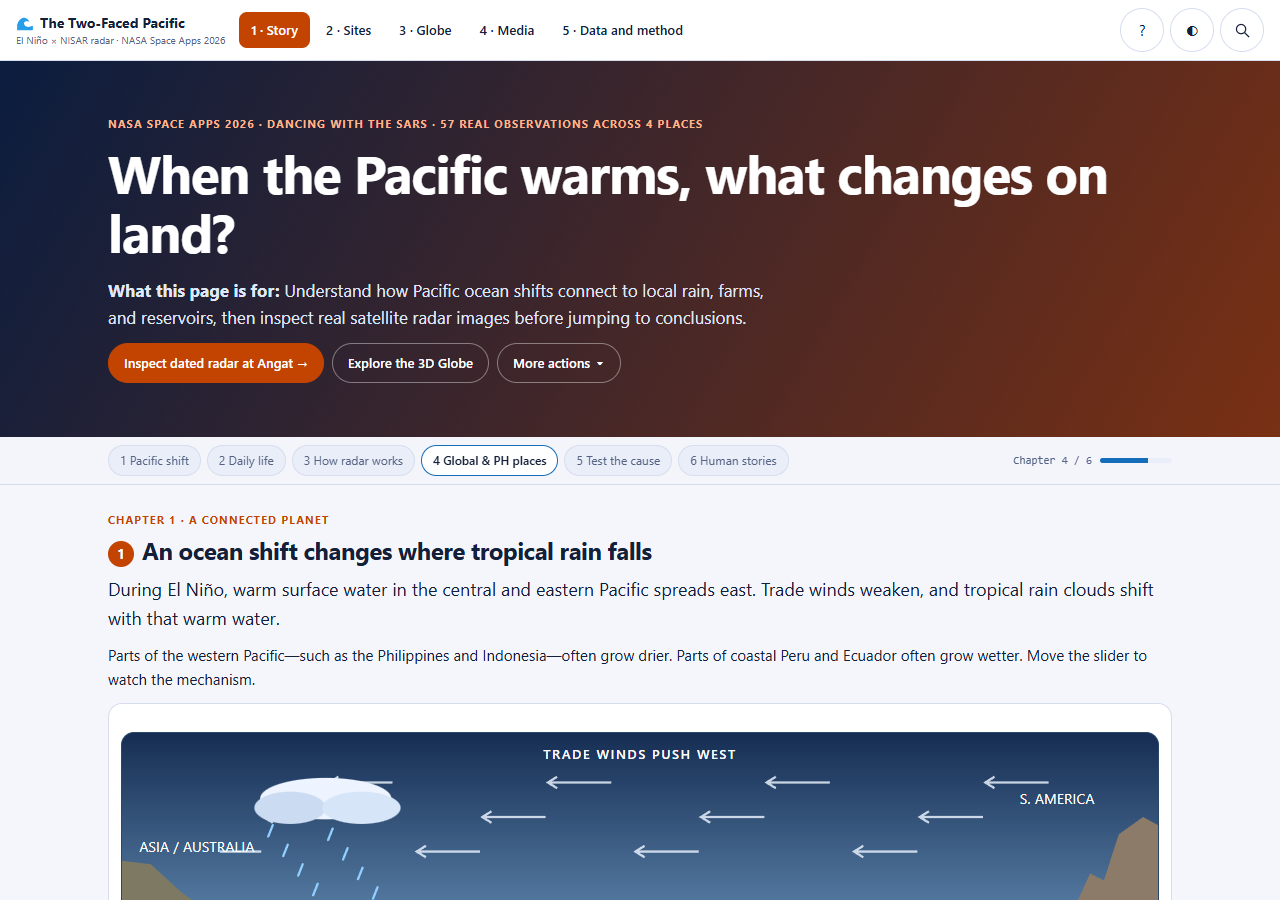 The Two-Faced Pacific
El Niño × NISAR radar · NASA Space Apps 2026
1 · Story
2 · Sites
3 · Globe
4 · Media
5 · Data and method
?
NASA SPACE APPS 2026 · DANCING WITH THE SARS · 57 REAL OBSERVATIONS ACROSS 4 PLACES
When the Pacific warms, what changes on
land?
What this page is for: Understand how Pacific ocean shifts connect to local rain, farms,
and reservoirs, then inspect real satellite radar images before jumping to conclusions.
Inspect dated radar at Angat →
Explore the 3D Globe
More actions
1 Pacific shift
2 Daily life
3 How radar works
4 Global & PH places
5 Test the cause
6 Human stories
Chapter 4 / 6
CHAPTER 1 · A CONNECTED PLANET
1 An ocean shift changes where tropical rain falls
During El Niño, warm surface water in the central and eastern Pacific spreads east. Trade winds weaken, and tropical rain clouds shift
with that warm water.
Parts of the western Pacific—such as the Philippines and Indonesia—often grow drier. Parts of coastal Peru and Ecuador often grow wetter. Move the slider to
watch the mechanism.
TRADE WINDS PUSH WEST
S. AMERICA
ASIA / AUSTRALIA